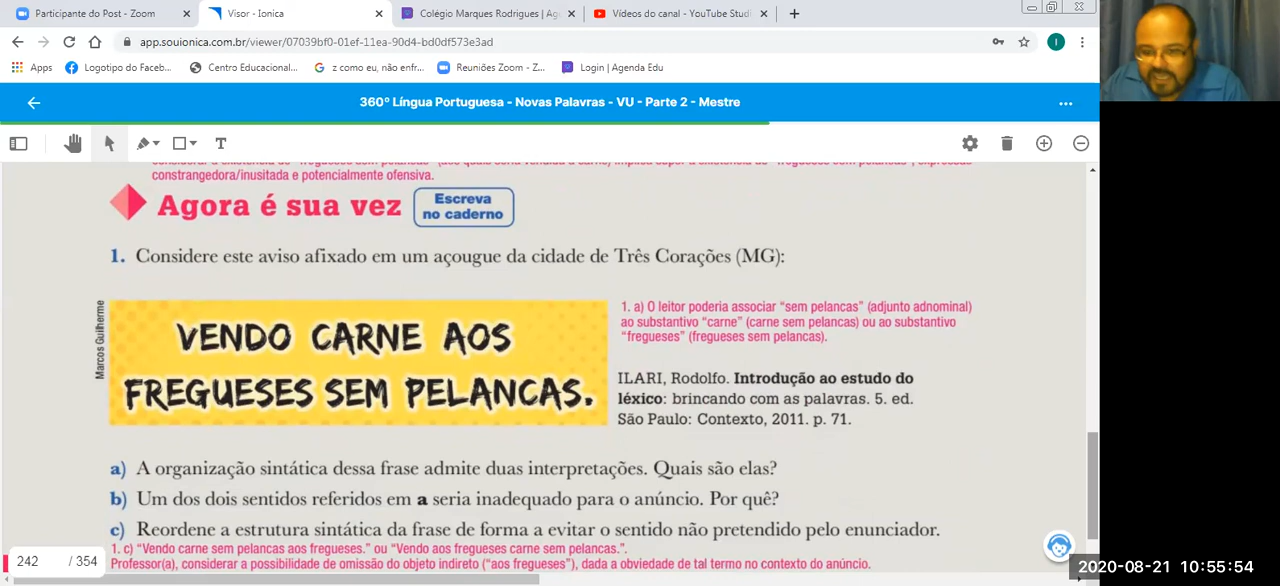 Participante do Post - Zoom
Visor - Ionica
Colégio Marques Rodrigues | Ag
Vídeos do canal - YouTube Stud
app.souionica.com.br/viewer/07039bf0-01ef-11ea-90d4-bd0df573e3ad
I
Apps
Logotipo do Faceb...
Centro Educacional...
z como eu, não enfr...
Reuniões Zoom - Z...
Login | Agenda Edu
360° Língua Portuguesa - Novas Palavras - VU - Parte 2 - Mestre
constrangedora/inusitada e potencialmente ofensiva.
Agora é sua vez
Escreva
no caderno
1. Considere este aviso afixado em um açougue da cidade de Três Corações (MG):
Marcos Guilherme
VENDO CARNE AOS
FREGUESES SEM PELANCAS.
1. a) O leitor poderia associar “sem pelancas” (adjunto adnominal)
ao substantivo “carne” (carne sem pelancas) ou ao substantivo
“fregueses” (fregueses sem pelancas).
ILARI, Rodolfo. Introdução ao estudo do
léxico: brincando com as palavras. 5. ed.
São Paulo: Contexto, 2011. p. 71.
a) A organização sintática dessa frase admite duas interpretações. Quais são elas?
b) Um dos dois sentidos referidos em a seria inadequado para o anúncio. Por quê?
c) Reordene a estrutura sintática da frase de forma a evitar o sentido não pretendido pelo enunciador.
1. c) “Vendo carne sem pelancas aos fregueses.” ou “Vendo aos fregueses carne sem pelancas.”.
Professor(a), considerar a possibilidade de omissão do objeto indireto (“aos fregueses”), dada a obviedade de tal termo no contexto do anúncio.
242 / 354
2020-08-21 10:55:54